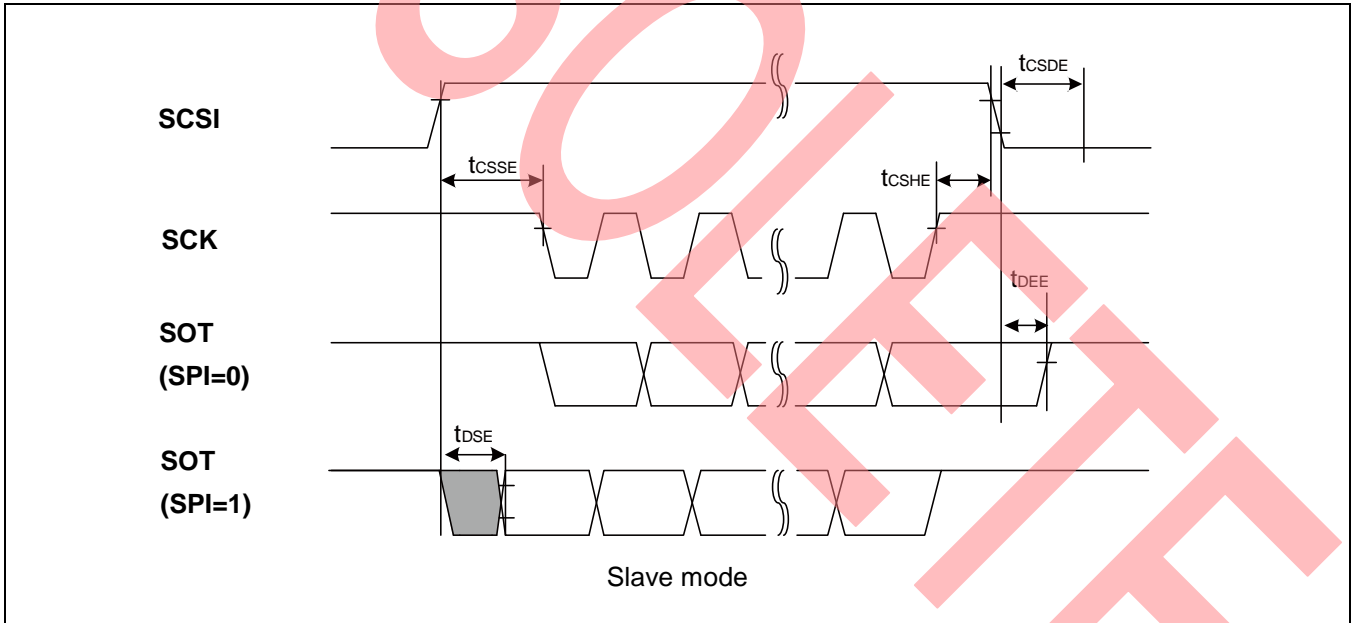 tCSDE
SCSI
tCSSE
tCSHE
SCK
tDEE
SOT
(SPI=0)
tDSE
SOT
(SPI=1)
Slave mode